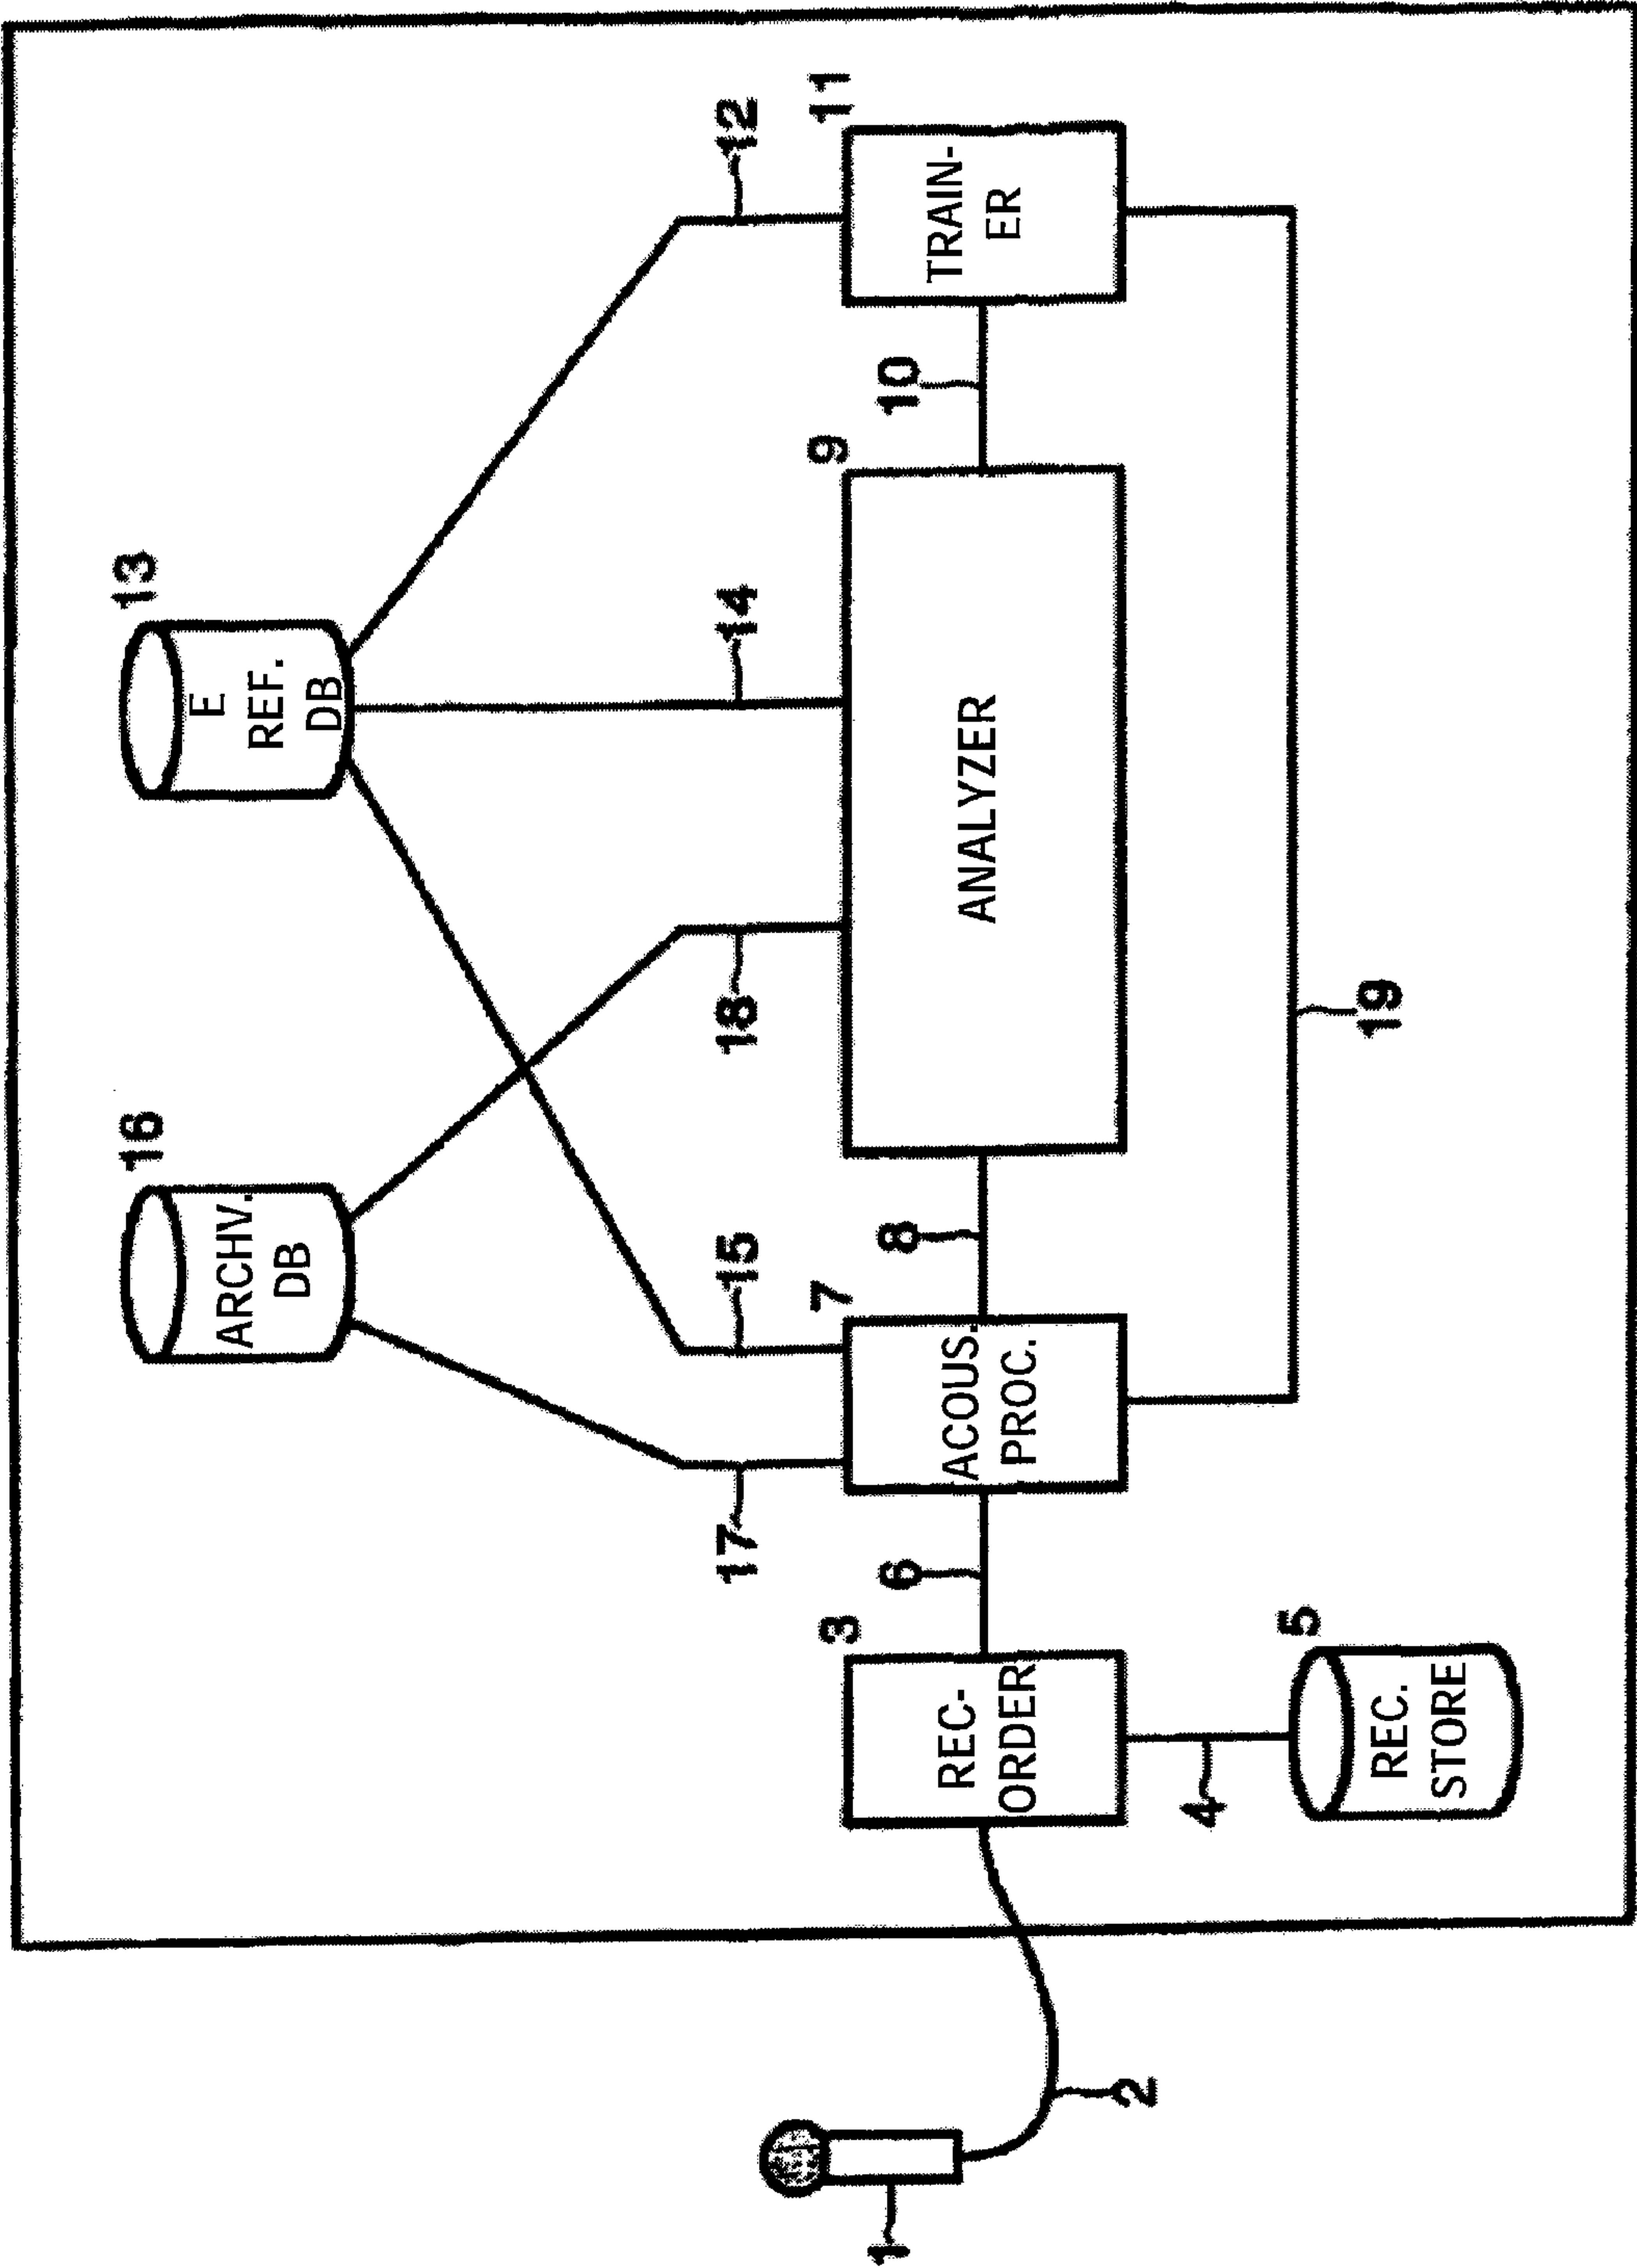 16
ARCHV.
DB
13
E
REF.
DB
17
15
18
14
12
3
REC-
ORDER
6
7
ACOUS.
PROC.
8
9
ANALYZER
10
11
TRAIN-
ER
1
2
4
5
REC.
STORE
19